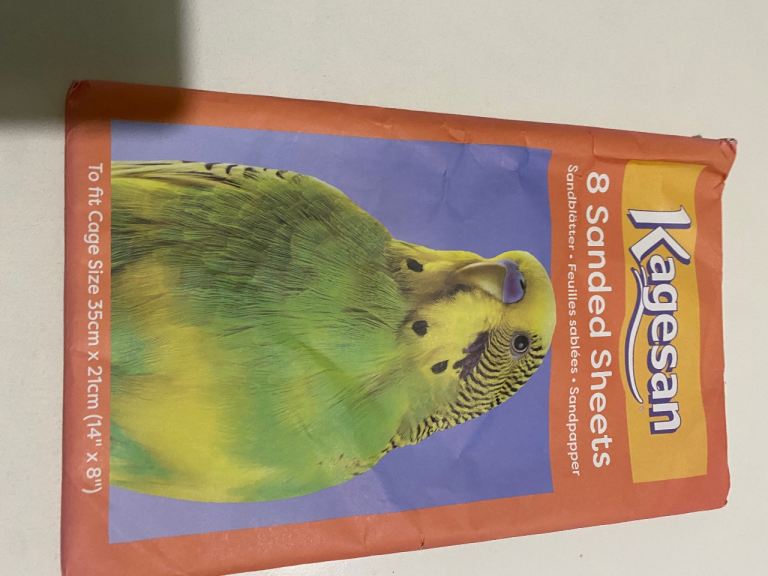 Kagesan
8 Sanded Sheets
Sandblätter • Feuilles sablées • Sandpapper
To fit Cage Size 35cm x 21cm (14" x 8")